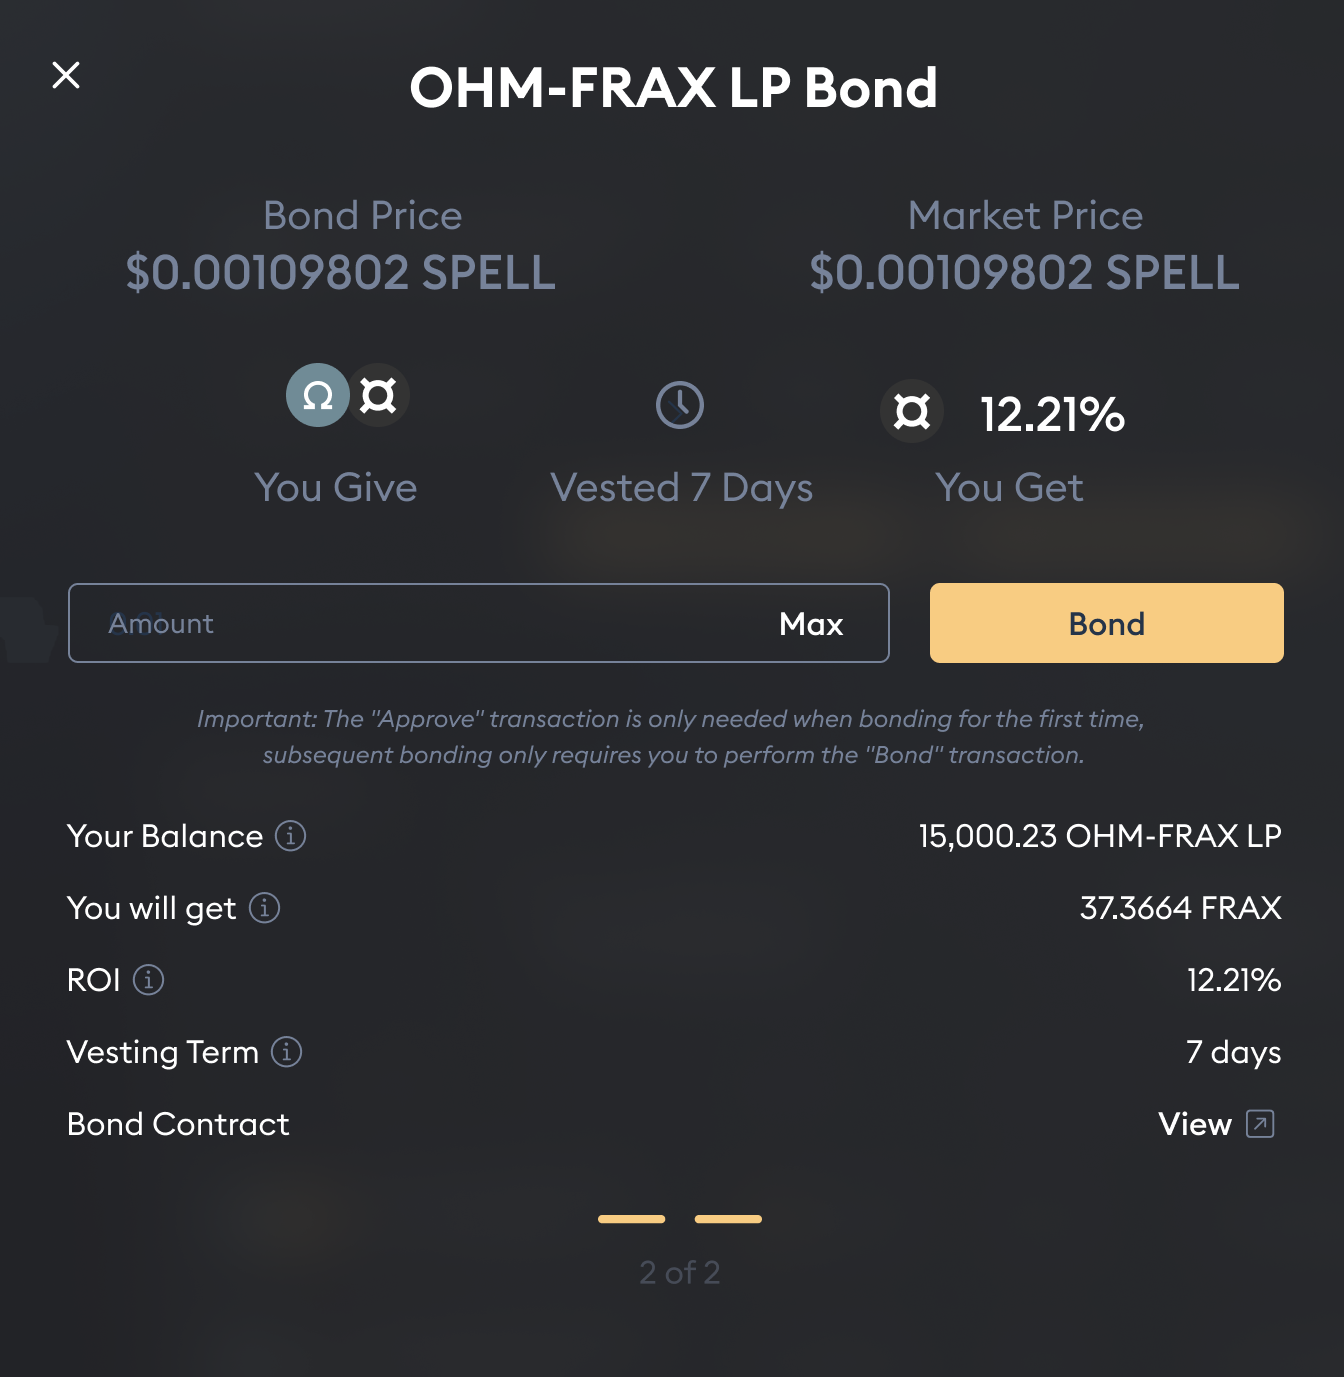 OHM-FRAX LP Bond
Bond Price
Market Price
$0.00109802 SPELL
$0.00109802 SPELL
12.21%
You Give
Vested 7 Days
You Get
Amount
Max
Bond
Important: The "Approve" transaction is only needed when bonding for the first time,
subsequent bonding only requires you to perform the "Bond" transaction.
Your Balance
15,000.23 OHM-FRAX LP
You will get
37.3664 FRAX
ROI
12.21%
Vesting Term
7 days
Bond Contract
View
2 of 2